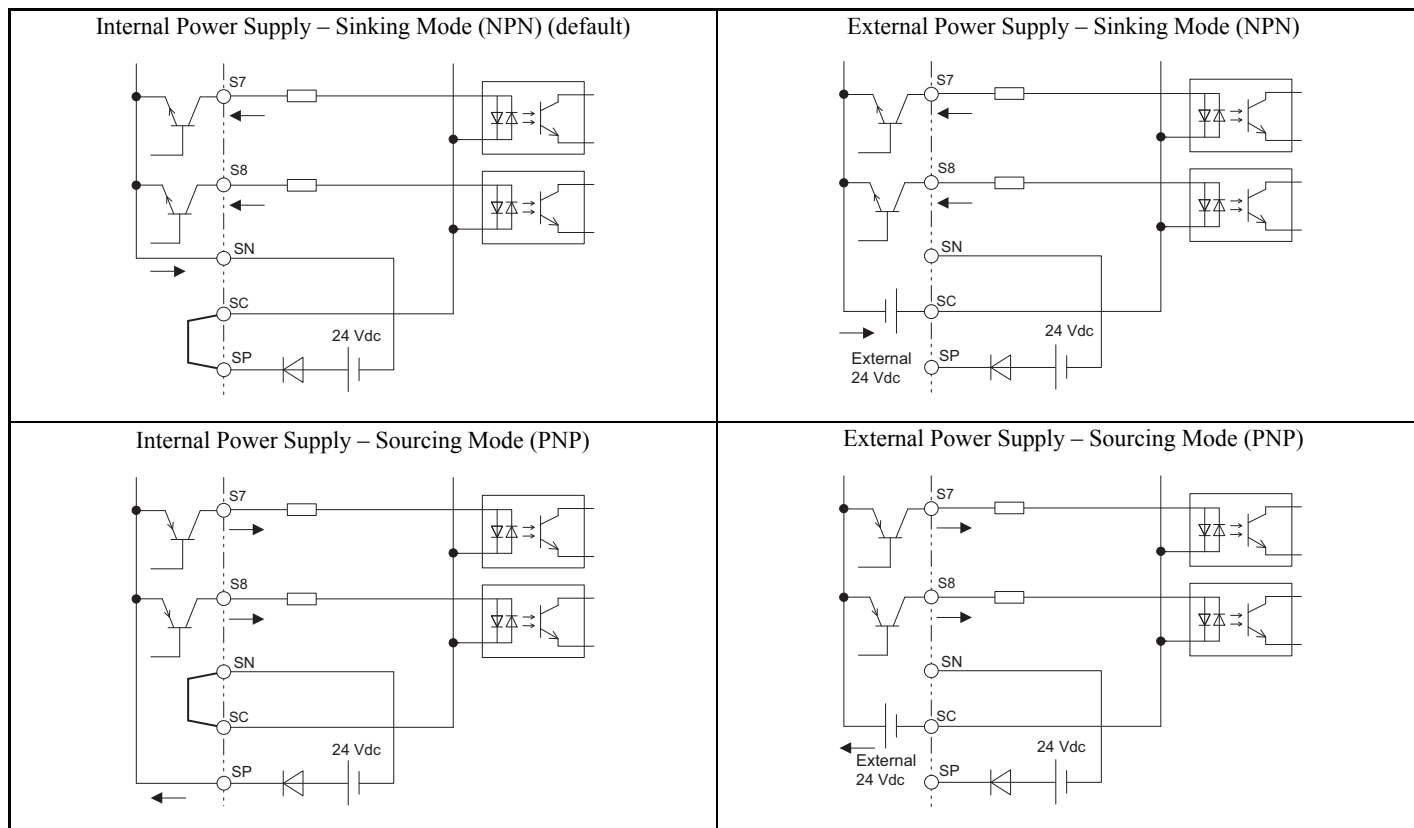 Internal Power Supply – Sinking Mode (NPN) (default)
S7
S8
SN
SC
24 Vdc
SP
External Power Supply – Sinking Mode (NPN)
S7
S8
SN
SC
24 Vdc
External
24 Vdc
SP
Internal Power Supply – Sourcing Mode (PNP)
S7
S8
SN
SC
24 Vdc
SP
External Power Supply – Sourcing Mode (PNP)
S7
S8
SN
SC
24 Vdc
External
24 Vdc
SP